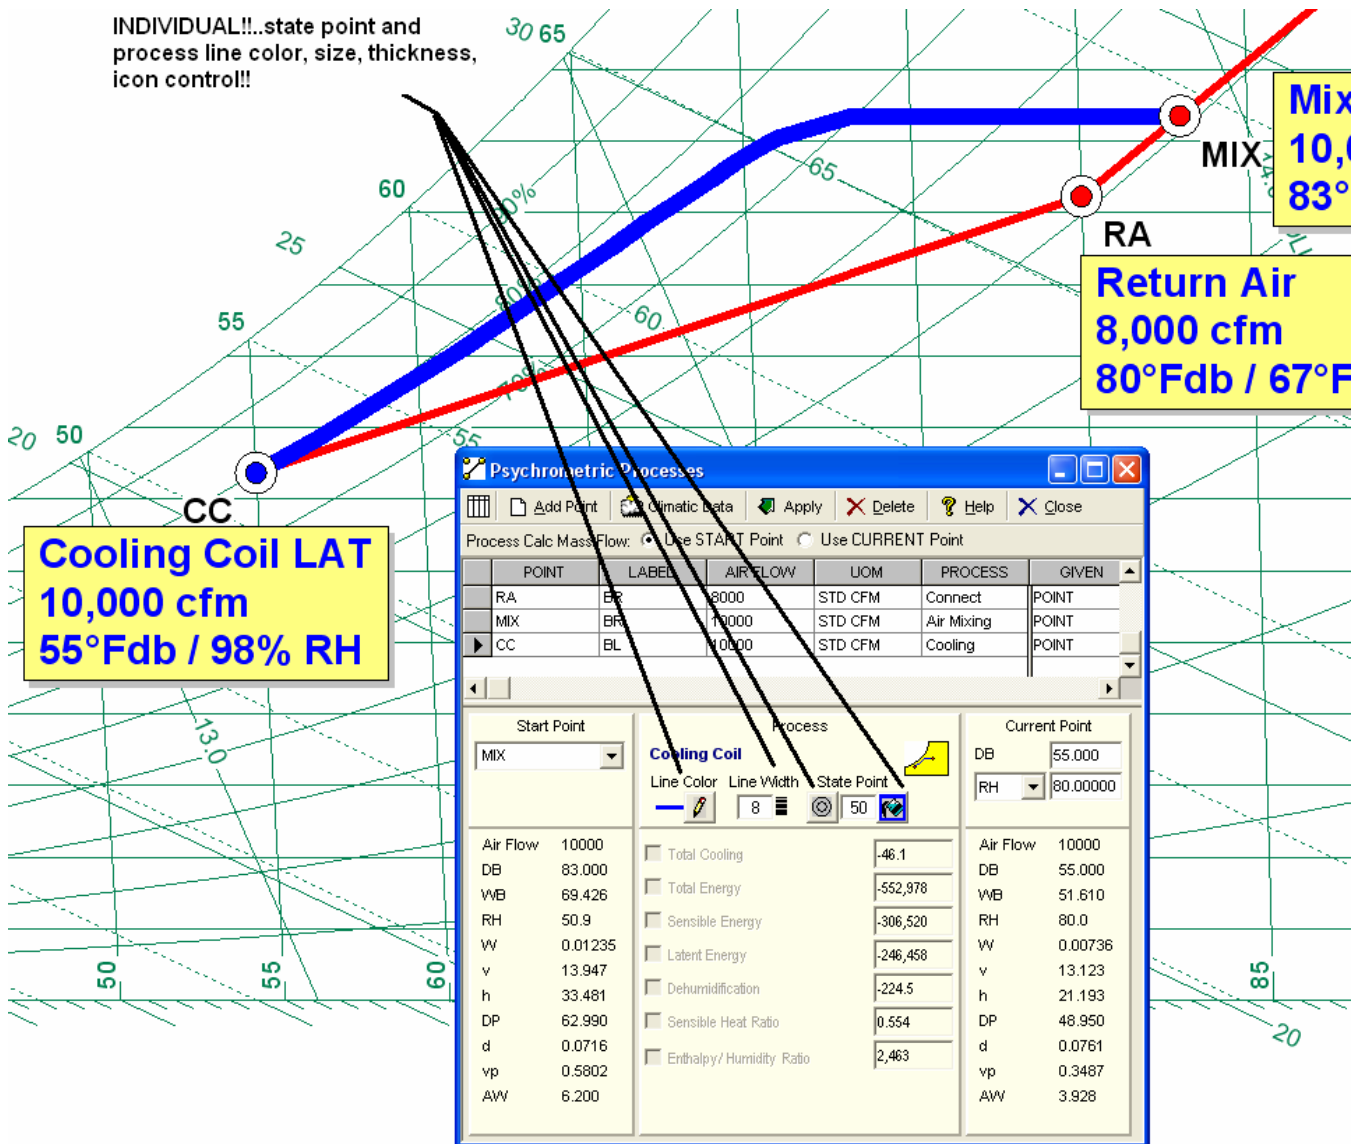 INDIVIDUAL!!..state point and
process line color, size, thickness,
icon control!!
30 65
Mix
10,0
83°
MIX
65
60
90%
RA
25
Return Air
8,000 cfm
80°Fdb / 67°F
80%
60
55
70%
20 50
55
CC
Cooling Coil LAT
10,000 cfm
55°Fdb / 98% RH
13.0
50
55
60
85
20
Psychrometric Processes
Add Point Climatic Data Apply Delete Help Close
Process Calc Mass Flow: Use START Point Use CURRENT Point
POINT LABEL AIR FLOW UOM PROCESS GIVEN
RA BR 8000 STD CFM Connect POINT
MIX BR 10000 STD CFM Air Mixing POINT
CC BL 10000 STD CFM Cooling POINT
Start Point
MIX
Air Flow 10000
DB 83.000
WB 69.426
RH 50.9
W 0.01235
v 13.947
h 33.481
DP 62.990
d 0.0716
vp 0.5802
AW 6.200
Process
Cooling Coil
Line Color Line Width State Point
8 50
Total Cooling -46.1
Total Energy -552,978
Sensible Energy -306,520
Latent Energy -246,458
Dehumidification -224.5
Sensible Heat Ratio 0.554
Enthalpy/ Humidity Ratio 2,463
Current Point
DB 55.000
RH 80.00000
Air Flow 10000
DB 55.000
WB 51.610
RH 80.0
W 0.00736
v 13.123
h 21.193
DP 48.950
d 0.0761
vp 0.3487
AW 3.928